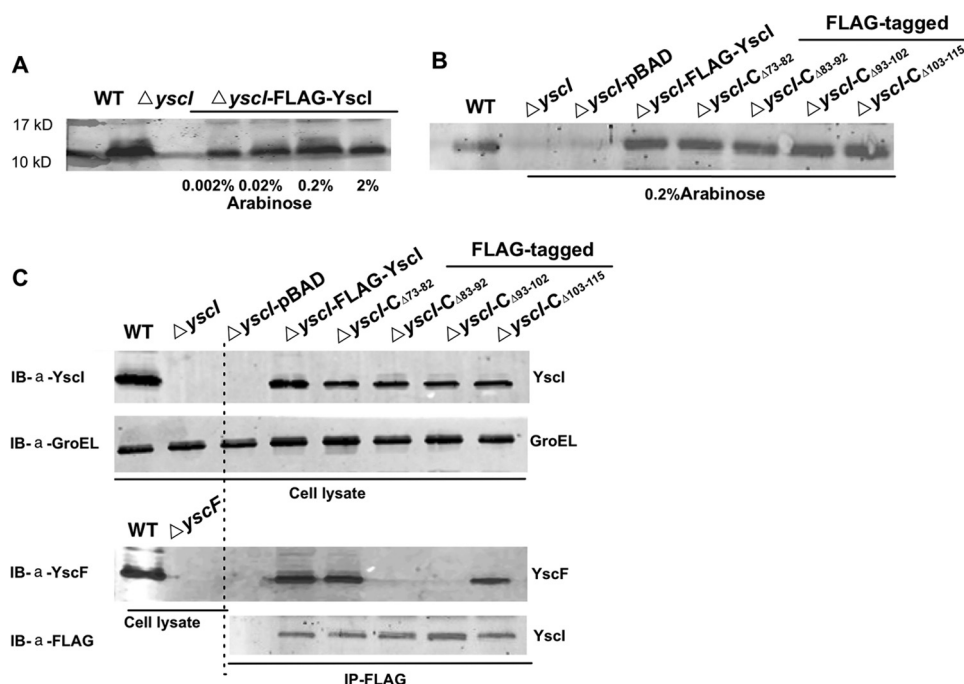 A
WT △yscI △yscI-FLAG-YscI
17 kD
10 kD
0.002% 0.02% 0.2% 2%
Arabinose
B
FLAG-tagged
WT △yscI △yscI-pBAD △yscI-FLAG-YscI △yscI-CΔ73-82 △yscI-CΔ83-92 △yscI-CΔ93-102 △yscI-CΔ103-115
0.2%Arabinose
C
FLAG-tagged
WT △yscI △yscI-pBAD △yscI-FLAG-YscI △yscI-CΔ73-82 △yscI-CΔ83-92 △yscI-CΔ93-102 △yscI-CΔ103-115
IB-a-YscI YscI
IB-a-GroEL GroEL
Cell lysate
WT △yscF
IB-a-YscF YscF
Cell lysate
IB-a-FLAG YscI
IP-FLAG